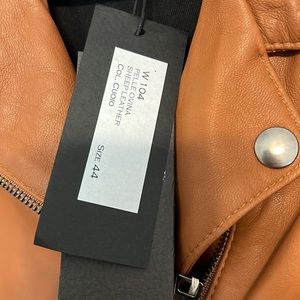 W 104
PELLE OVINA
SHEEP LEATHER
COL. CUOIO
SIZE 44